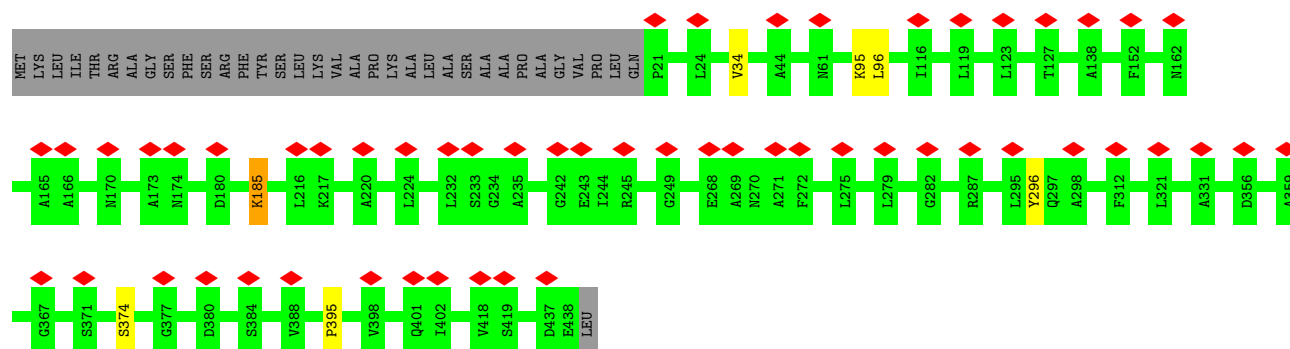 MET LYS LEU ILE THR ARG ALA GLY SER PHE SER ARG PHE TYR SER LEU LYS VAL ALA PRO LYS ALA LEU ALA SER ALA ALA PRO ALA GLY VAL PRO LEU GLN P21 L24 V34 A44 N61 K95 L96 I116 L119 L123 T127 A138 F152 N162
A165 A166 N170 A173 N174 D180 K185 L216 K217 A220 L224 L232 S233 G234 A235 G242 E243 I244 R245 G249 E268 A269 N270 A271 F272 L275 L279 G282 R287 L295 Y296 Q297 A298 F312 L321 A331 D356 A359
G367 S371 S374 G377 D380 S384 V388 P395 V398 Q401 I402 V418 S419 D437 E438 LEU